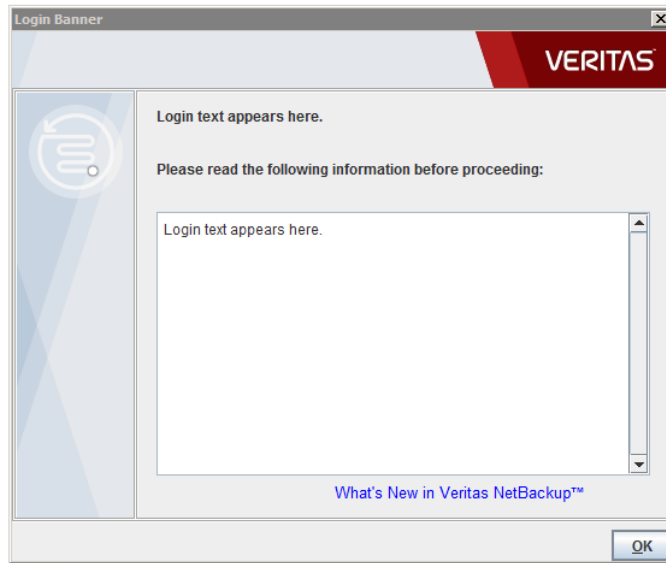 Login Banner
VERITAS
Login text appears here.
Please read the following information before proceeding:
Login text appears here.
What's New in Veritas NetBackup™
OK